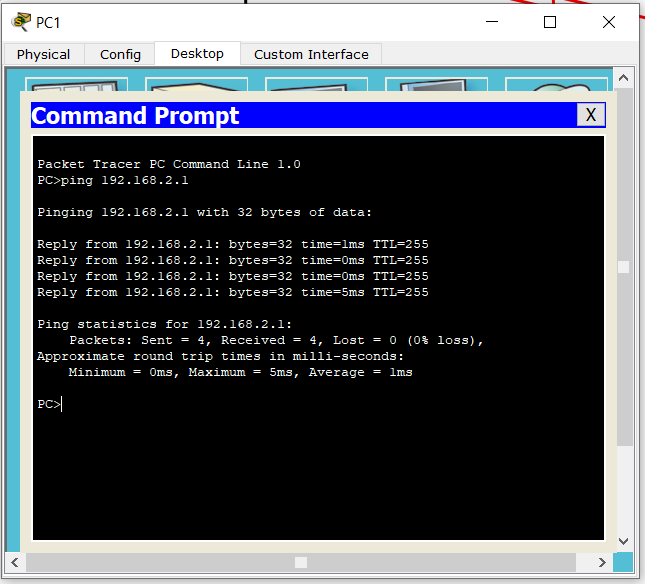 PC1
Physical Config Desktop Custom Interface
Command Prompt X
Packet Tracer PC Command Line 1.0
PC>ping 192.168.2.1
Pinging 192.168.2.1 with 32 bytes of data:
Reply from 192.168.2.1: bytes=32 time=1ms TTL=255
Reply from 192.168.2.1: bytes=32 time=0ms TTL=255
Reply from 192.168.2.1: bytes=32 time=0ms TTL=255
Reply from 192.168.2.1: bytes=32 time=5ms TTL=255
Ping statistics for 192.168.2.1:
Packets: Sent = 4, Received = 4, Lost = 0 (0% loss),
Approximate round trip times in milli-seconds:
Minimum = 0ms, Maximum = 5ms, Average = 1ms
PC>